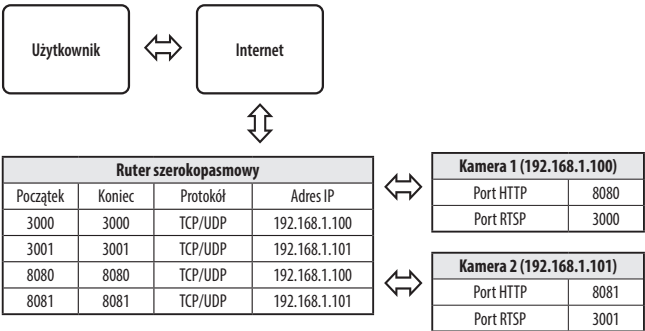 Użytkownik
Internet
Ruter szerokopasmowy
Początek Koniec Protokół Adres IP
3000 3000 TCP/UDP 192.168.1.100
3001 3001 TCP/UDP 192.168.1.101
8080 8080 TCP/UDP 192.168.1.100
8081 8081 TCP/UDP 192.168.1.101
Kamera 1 (192.168.1.100)
Port HTTP 8080
Port RTSP 3000
Kamera 2 (192.168.1.101)
Port HTTP 8081
Port RTSP 3001